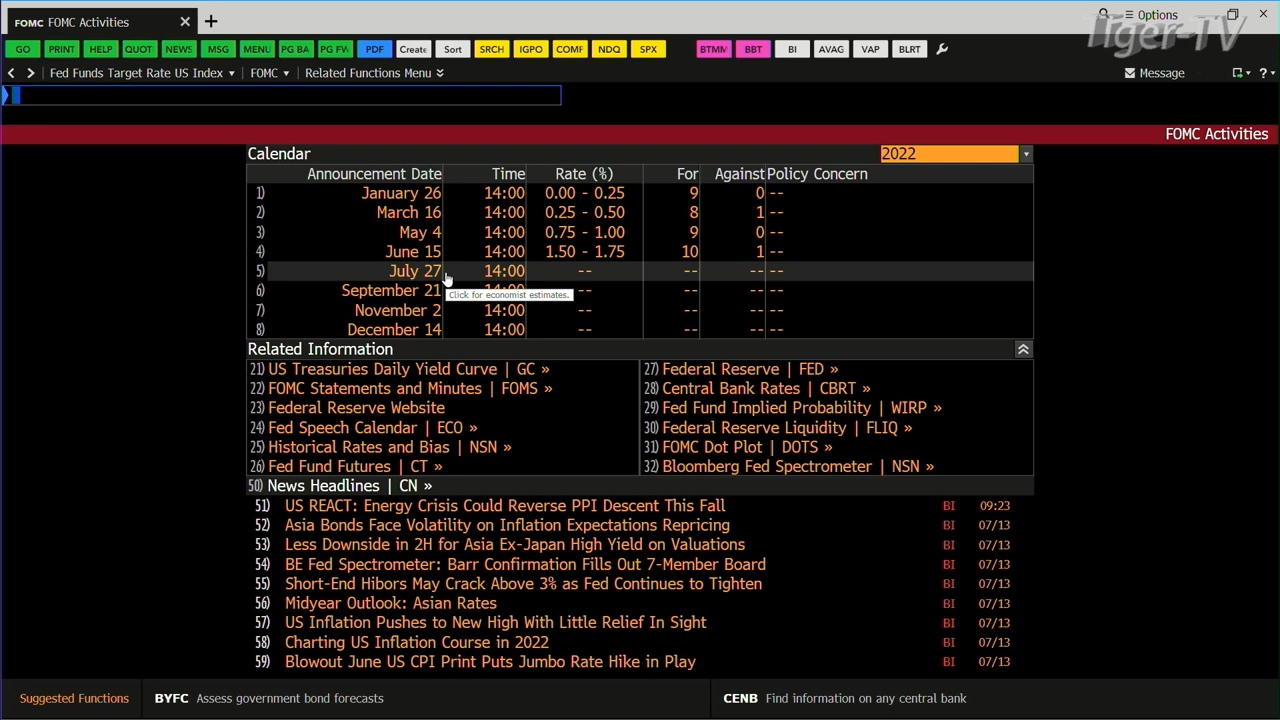 FOMC FOMC Activities
Options
Tiger-TV
GO PRINT HELP QUOT NEWS MSG MENU PG BA PG FW PDF Create Sort SRCH IGPO COMF NDQ SPX BTMM BBT BI AVAG VAP BLRT
Fed Funds Target Rate US Index FOMC Related Functions Menu Message ?
FOMC Activities
Calendar 2022
Announcement Date Time Rate (%) For Against Policy Concern
1) January 26 14:00 0.00 - 0.25 9 0 --
2) March 16 14:00 0.25 - 0.50 8 1 --
3) May 4 14:00 0.75 - 1.00 9 0 --
4) June 15 14:00 1.50 - 1.75 10 1 --
5) July 27 14:00 -- -- -- --
6) September 21 14:00 -- -- -- --
Click for economist estimates.
7) November 2 14:00 -- -- -- --
8) December 14 14:00 -- -- -- --
Related Information
21) US Treasuries Daily Yield Curve | GC »
22) FOMC Statements and Minutes | FOMS »
23) Federal Reserve Website
24) Fed Speech Calendar | ECO »
25) Historical Rates and Bias | NSN »
26) Fed Fund Futures | CT »
27) Federal Reserve | FED »
28) Central Bank Rates | CBRT »
29) Fed Fund Implied Probability | WIRP »
30) Federal Reserve Liquidity | FLIQ »
31) FOMC Dot Plot | DOTS »
32) Bloomberg Fed Spectrometer | NSN »
50) News Headlines | CN »
51) US REACT: Energy Crisis Could Reverse PPI Descent This Fall BI 09:23
52) Asia Bonds Face Volatility on Inflation Expectations Repricing BI 07/13
53) Less Downside in 2H for Asia Ex-Japan High Yield on Valuations BI 07/13
54) BE Fed Spectrometer: Barr Confirmation Fills Out 7-Member Board BI 07/13
55) Short-End Hibors May Crack Above 3% as Fed Continues to Tighten BI 07/13
56) Midyear Outlook: Asian Rates BI 07/13
57) US Inflation Pushes to New High With Little Relief In Sight BI 07/13
58) Charting US Inflation Course in 2022 BI 07/13
59) Blowout June US CPI Print Puts Jumbo Rate Hike in Play BI 07/13
Suggested Functions BYFC Assess government bond forecasts CENB Find information on any central bank